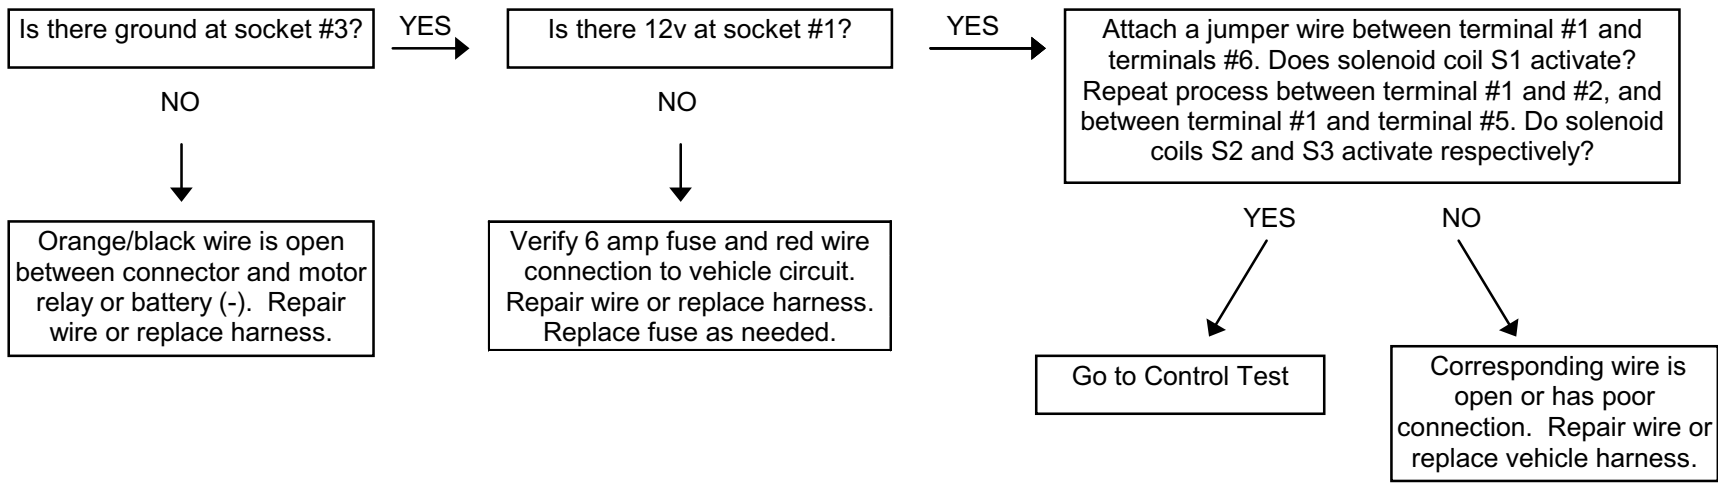 Is there ground at socket #3?
YES
Is there 12v at socket #1?
YES
Attach a jumper wire between terminal #1 and
terminals #6. Does solenoid coil S1 activate?
Repeat process between terminal #1 and #2, and
between terminal #1 and terminal #5. Do solenoid
coils S2 and S3 activate respectively?
NO
NO
YES
NO
Orange/black wire is open
between connector and motor
relay or battery (-).  Repair
wire or replace harness.
Verify 6 amp fuse and red wire
connection to vehicle circuit.
Repair wire or replace harness.
Replace fuse as needed.
Go to Control Test
Corresponding wire is
open or has poor
connection.  Repair wire or
replace vehicle harness.